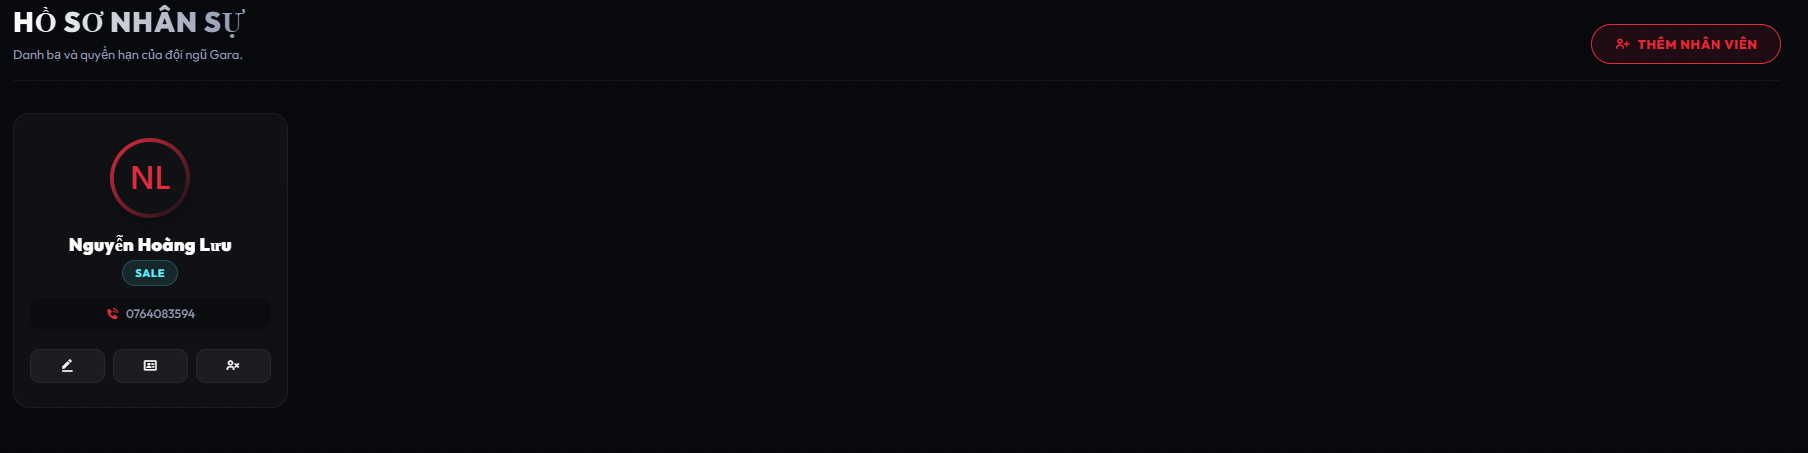 HỒ SƠ NHÂN SỰ
Danh bạ và quyền hạn của đội ngũ Gara.
THÊM NHÂN VIÊN
NL
Nguyễn Hoàng Lưu
SALE
0764083594